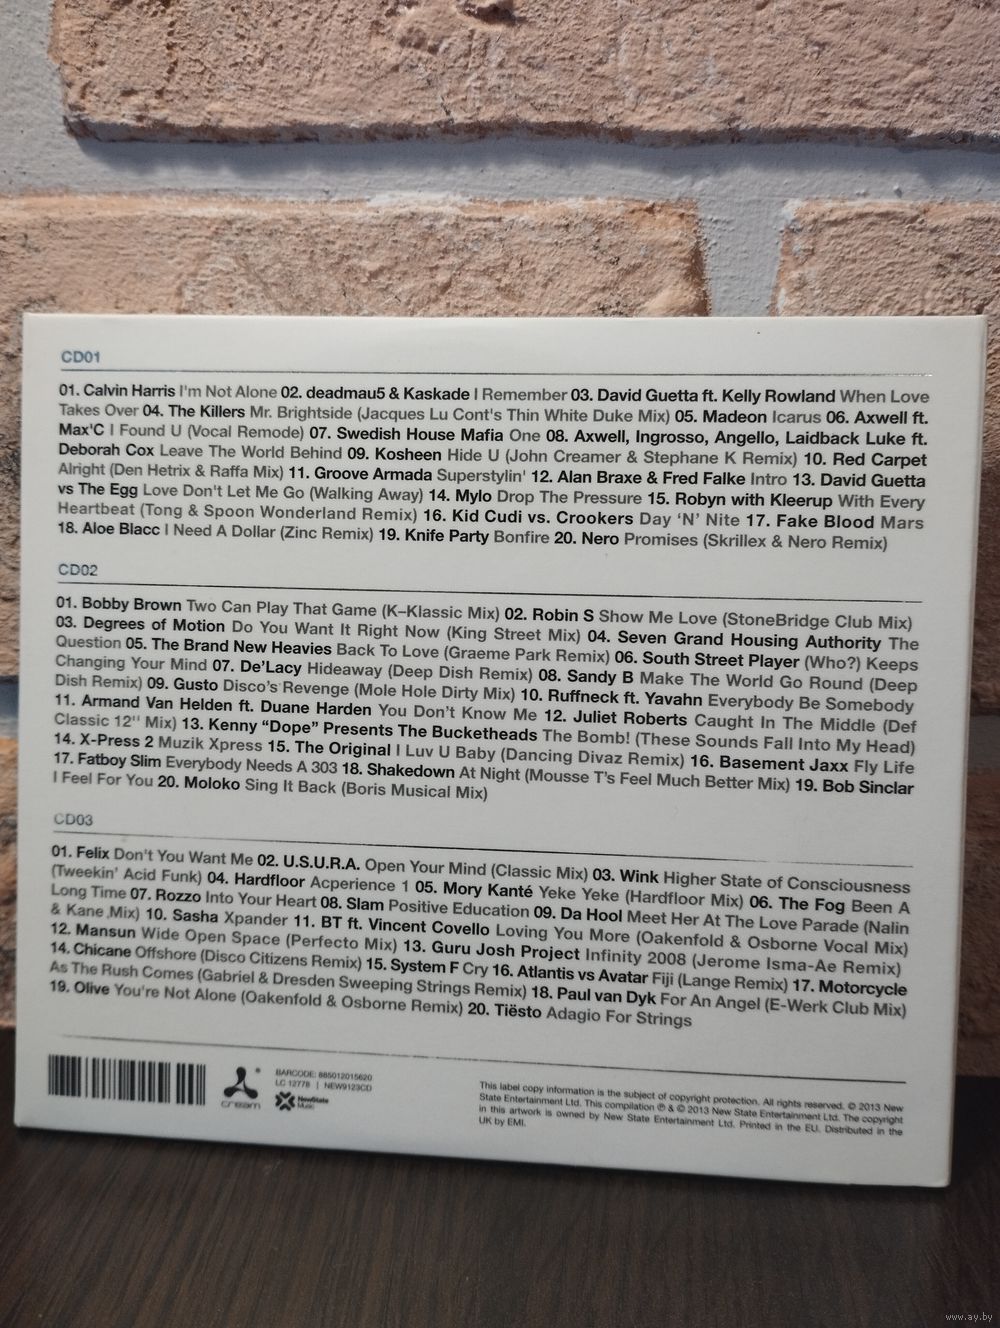 CD01
01. Calvin Harris I'm Not Alone 02. deadmau5 & Kaskade I Remember 03. David Guetta ft. Kelly Rowland When Love
Takes Over 04. The Killers Mr. Brightside (Jacques Lu Cont's Thin White Duke Mix) 05. Madeon Icarus 06. Axwell ft.
Max'C I Found U (Vocal Remode) 07. Swedish House Mafia One 08. Axwell, Ingrosso, Angello, Laidback Luke ft.
Deborah Cox Leave The World Behind 09. Kosheen Hide U (John Creamer & Stephane K Remix) 10. Red Carpet
Alright (Den Hetrix & Raffa Mix) 11. Groove Armada Superstylin' 12. Alan Braxe & Fred Falke Intro 13. David Guetta
vs The Egg Love Don't Let Me Go (Walking Away) 14. Mylo Drop The Pressure 15. Robyn with Kleerup With Every
Heartbeat (Tong & Spoon Wonderland Remix) 16. Kid Cudi vs. Crookers Day ‘N’ Nite 17. Fake Blood Mars
18. Aloe Blacc I Need A Dollar (Zinc Remix) 19. Knife Party Bonfire 20. Nero Promises (Skrillex & Nero Remix)
CD02
01. Bobby Brown Two Can Play That Game (K–Klassic Mix) 02. Robin S Show Me Love (StoneBridge Club Mix)
03. Degrees of Motion Do You Want It Right Now (King Street Mix) 04. Seven Grand Housing Authority The
Question 05. The Brand New Heavies Back To Love (Graeme Park Remix) 06. South Street Player (Who?) Keeps
Changing Your Mind 07. De’Lacy Hideaway (Deep Dish Remix) 08. Sandy B Make The World Go Round (Deep
Dish Remix) 09. Gusto Disco’s Revenge (Mole Hole Dirty Mix) 10. Ruffneck ft. Yavahn Everybody Be Somebody
11. Armand Van Helden ft. Duane Harden You Don’t Know Me 12. Juliet Roberts Caught In The Middle (Def
Classic 12'' Mix) 13. Kenny “Dope” Presents The Bucketheads The Bomb! (These Sounds Fall Into My Head)
14. X-Press 2 Muzik Xpress 15. The Original I Luv U Baby (Dancing Divaz Remix) 16. Basement Jaxx Fly Life
17. Fatboy Slim Everybody Needs A 303 18. Shakedown At Night (Mousse T’s Feel Much Better Mix) 19. Bob Sinclar
I Feel For You 20. Moloko Sing It Back (Boris Musical Mix)
CD03
01. Felix Don't You Want Me 02. U.S.U.R.A. Open Your Mind (Classic Mix) 03. Wink Higher State of Consciousness
(Tweekin’ Acid Funk) 04. Hardfloor Acperience 1 05. Mory Kanté Yeke Yeke (Hardfloor Mix) 06. The Fog Been A
Long Time 07. Rozzo Into Your Heart 08. Slam Positive Education 09. Da Hool Meet Her At The Love Parade (Nalin
& Kane Mix) 10. Sasha Xpander 11. BT ft. Vincent Covello Loving You More (Oakenfold & Osborne Vocal Mix)
12. Mansun Wide Open Space (Perfecto Mix) 13. Guru Josh Project Infinity 2008 (Jerome Isma-Ae Remix)
14. Chicane Offshore (Disco Citizens Remix) 15. System F Cry 16. Atlantis vs Avatar Fiji (Lange Remix) 17. Motorcycle
As The Rush Comes (Gabriel & Dresden Sweeping Strings Remix) 18. Paul van Dyk For An Angel (E-Werk Club Mix)
19. Olive You're Not Alone (Oakenfold & Osborne Remix) 20. Tiësto Adagio For Strings
cream
BARCODE: 885012015620
LC 12778 | NEW9123CD
NewState
Music
This label copy information is the subject of copyright protection. All rights reserved. © 2013 New
State Entertainment Ltd. This compilation ℗ & © 2013 New State Entertainment Ltd. The copyright
in this artwork is owned by New State Entertainment Ltd. Printed in the EU. Distributed in the
UK by EMI.
www.ay.by